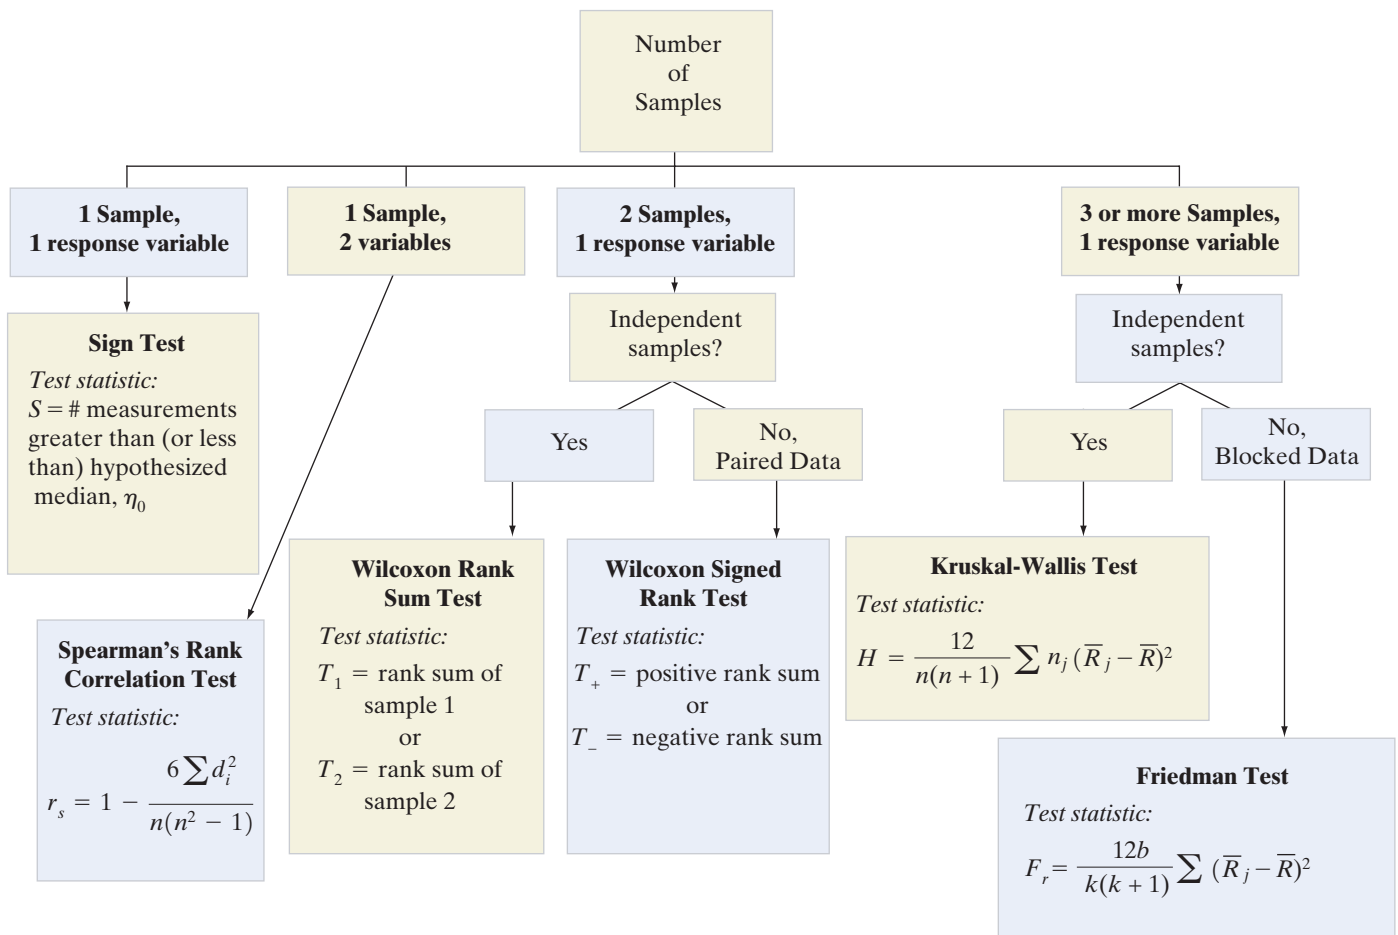 Number
of
Samples
1 Sample,
1 response variable
1 Sample,
2 variables
2 Samples,
1 response variable
3 or more Samples,
1 response variable
Sign Test
Test statistic:
S = # measurements
greater than (or less
than) hypothesized
median, η₀
Independent
samples?
Yes
No,
Paired Data
Independent
samples?
Yes
No,
Blocked Data
Spearman’s Rank
Correlation Test
Test statistic:
rₛ = 1 − 6∑dᵢ² / n(n² − 1)
Wilcoxon Rank
Sum Test
Test statistic:
T₁ = rank sum of
sample 1
or
T₂ = rank sum of
sample 2
Wilcoxon Signed
Rank Test
Test statistic:
T₊ = positive rank sum
or
T₋ = negative rank sum
Kruskal-Wallis Test
Test statistic:
H = 12 / n(n + 1) ∑ nⱼ (R̅ⱼ − R̅)²
Friedman Test
Test statistic:
Fᵣ = 12b / k(k + 1) ∑ (R̅ⱼ − R̅)²